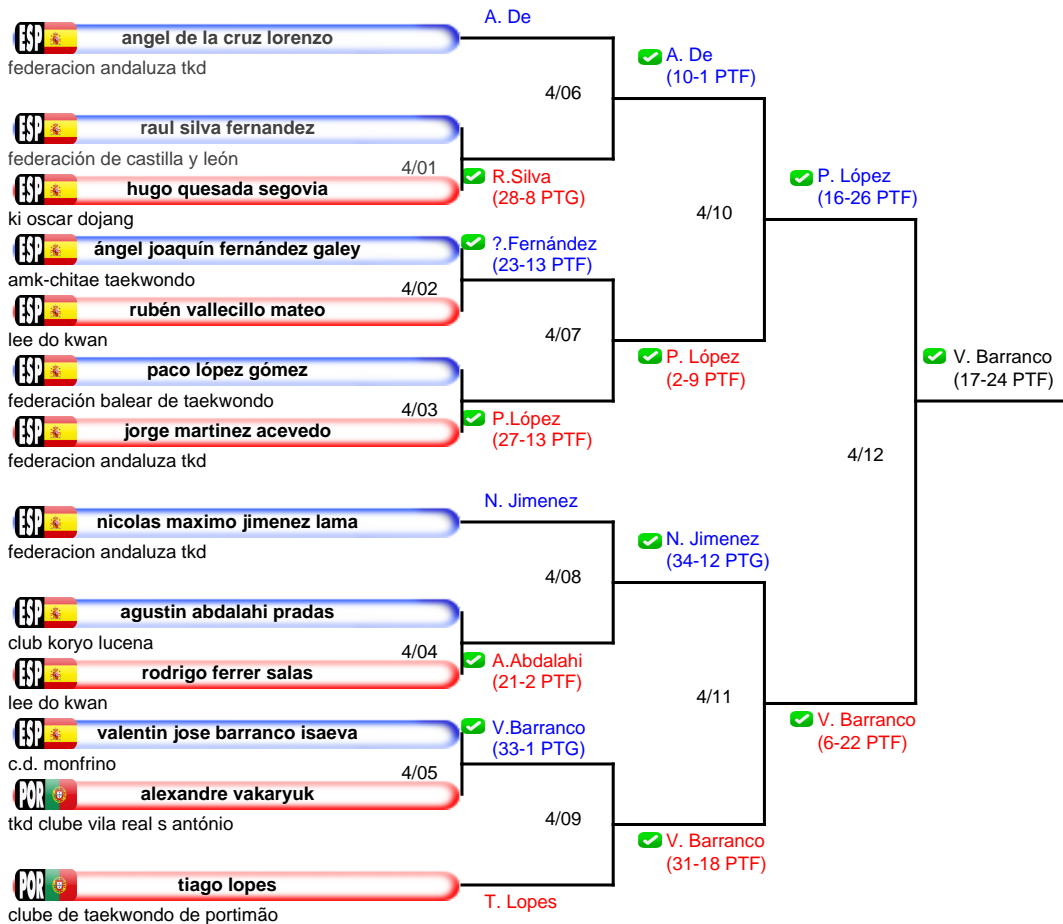 A. De
ESP angel de la cruz lorenzo
federacion andaluza tkd
4/06
A. De
(10-1 PTF)
ESP raul silva fernandez
federación de castilla y león
4/01
R.Silva
(28-8 PTG)
ESP hugo quesada segovia
ki oscar dojang
4/10
P. López
(16-26 PTF)
ESP ángel joaquín fernández galey
amk-chitae taekwondo
?.Fernández
(23-13 PTF)
4/02
ESP rubén vallecillo mateo
lee do kwan
4/07
P. López
(2-9 PTF)
ESP paco lópez gómez
federación balear de taekwondo
4/03
P.López
(27-13 PTF)
ESP jorge martinez acevedo
federacion andaluza tkd
V. Barranco
(17-24 PTF)
4/12
N. Jimenez
ESP nicolas maximo jimenez lama
federacion andaluza tkd
4/08
N. Jimenez
(34-12 PTG)
ESP agustin abdalahi pradas
club koryo lucena
4/04
A.Abdalahi
(21-2 PTF)
ESP rodrigo ferrer salas
lee do kwan
4/11
V. Barranco
(6-22 PTF)
ESP valentin jose barranco isaeva
c.d. monfrino
V.Barranco
(33-1 PTG)
4/05
POR alexandre vakaryuk
tkd clube vila real s antónio
4/09
V. Barranco
(31-18 PTF)
POR tiago lopes
clube de taekwondo de portimão
T. Lopes